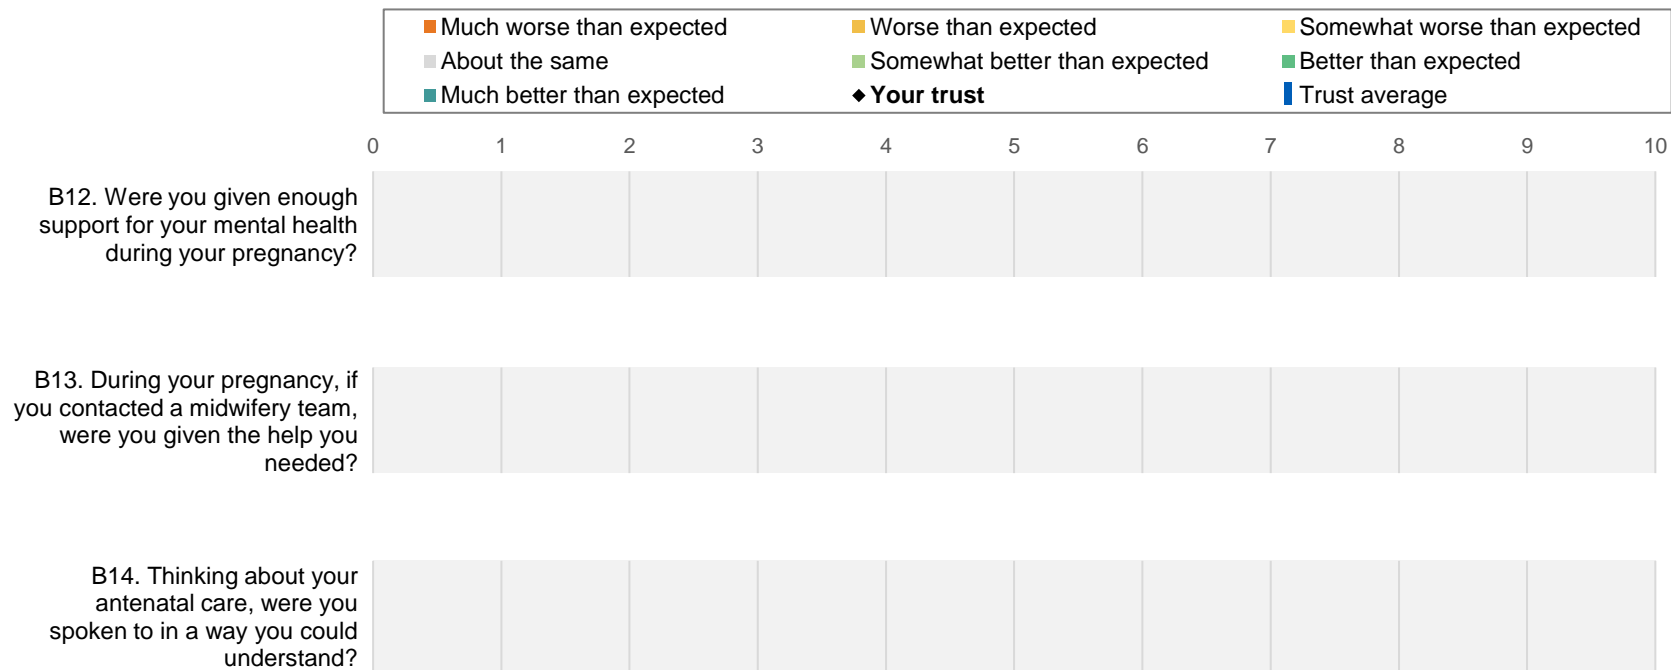 Much worse than expected Worse than expected Somewhat worse than expected
About the same Somewhat better than expected Better than expected
Much better than expected Your trust Trust average
0 1 2 3 4 5 6 7 8 9 10
B12. Were you given enough
support for your mental health
during your pregnancy?
B13. During your pregnancy, if
you contacted a midwifery team,
were you given the help you
needed?
B14. Thinking about your
antenatal care, were you
spoken to in a way you could
understand?